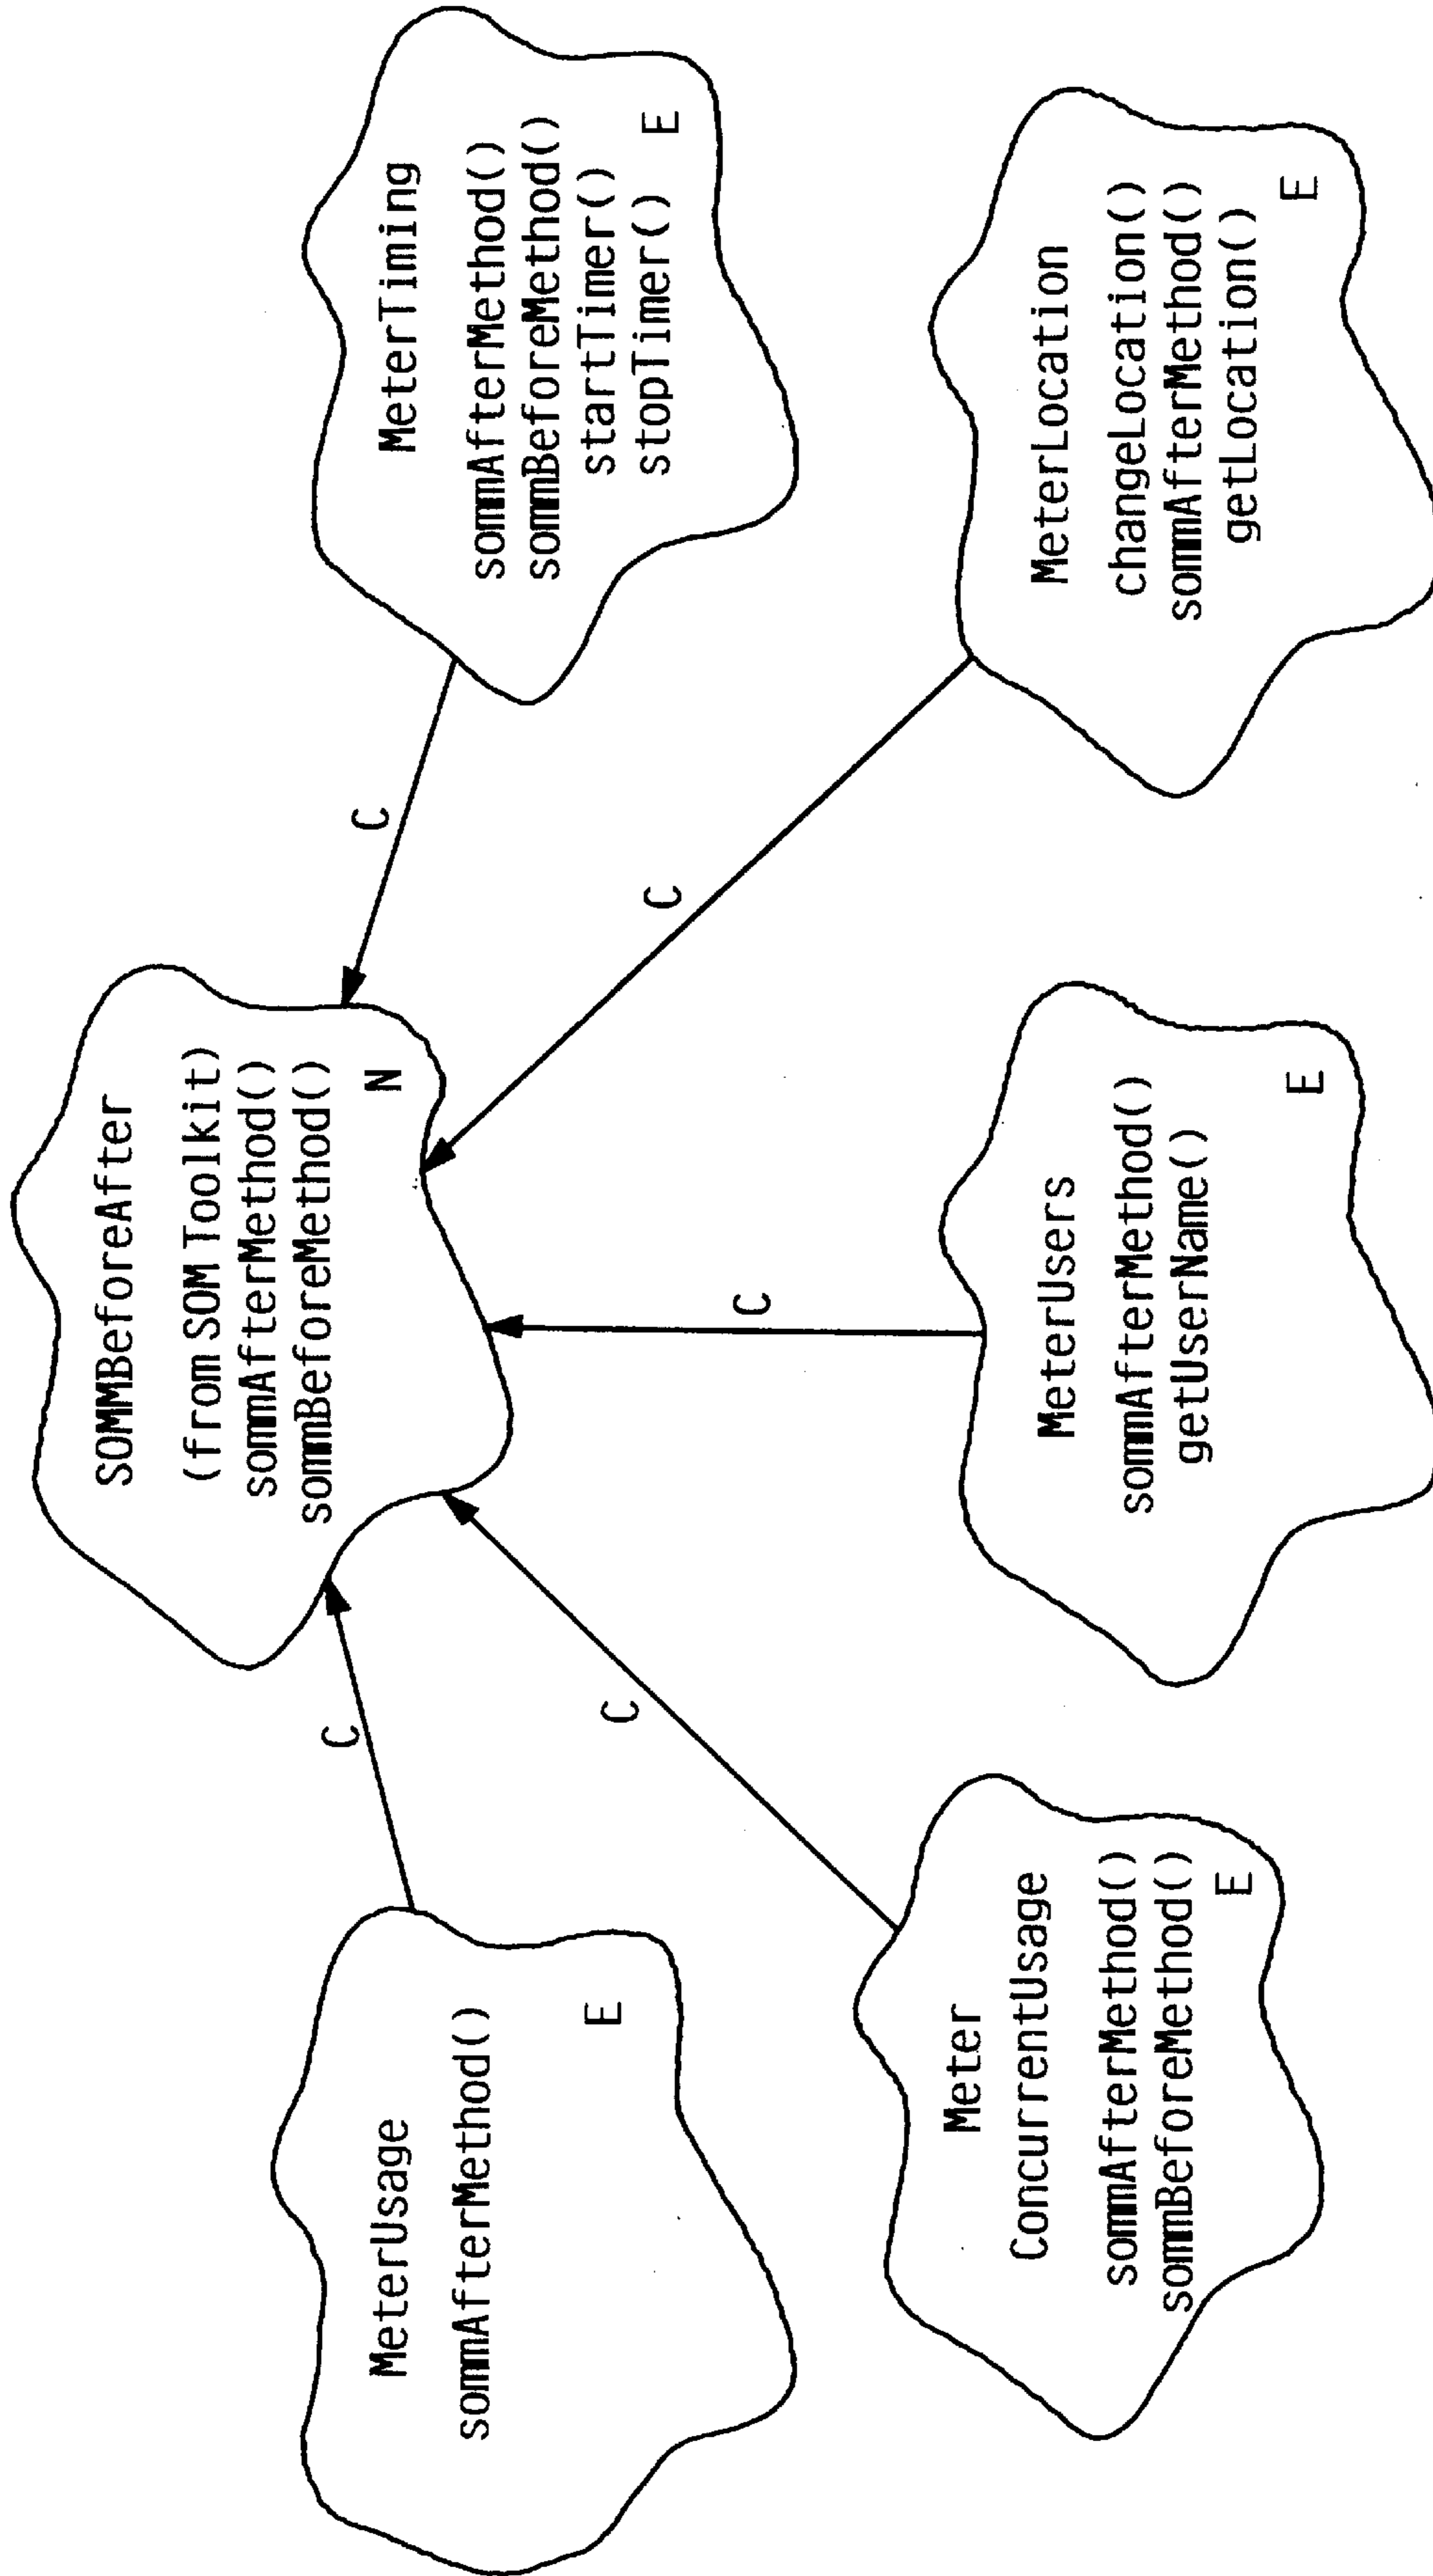 SOMMBeforeAfter
(from SOM Toolkit)
sommAfterMethod()
sommBeforeMethod()
N
C
C
C
C
C
MeterUsage
sommAfterMethod()
E
Meter
ConcurrentUsage
sommAfterMethod()
sommBeforeMethod()
E
MeterUsers
sommAfterMethod()
getUserName()
E
MeterLocation
changeLocation()
sommAfterMethod()
getLocation()
E
MeterTiming
sommAfterMethod()
sommBeforeMethod()
startTimer()
stopTimer()
E